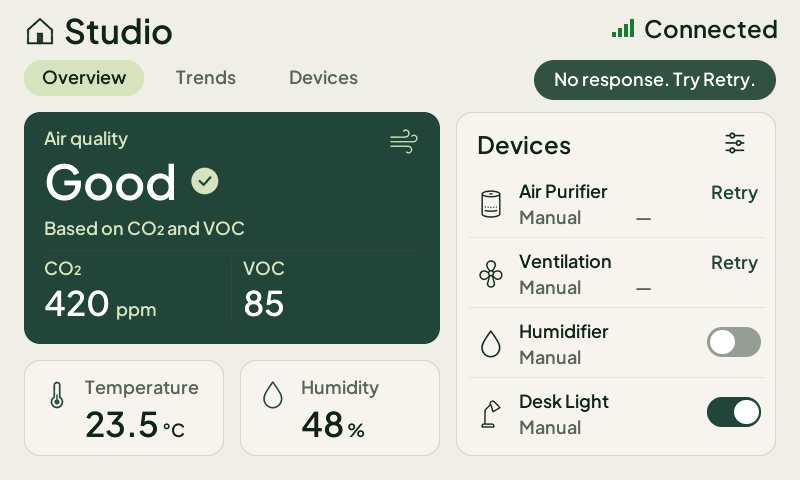 Studio
Connected
Overview
Trends
Devices
No response. Try Retry.
Air quality
Good
Based on CO₂ and VOC
CO₂
VOC
420 ppm
85
Temperature
23.5 °C
Humidity
48 %
Devices
Air Purifier
Retry
Manual —
Ventilation
Retry
Manual —
Humidifier
Manual
Desk Light
Manual